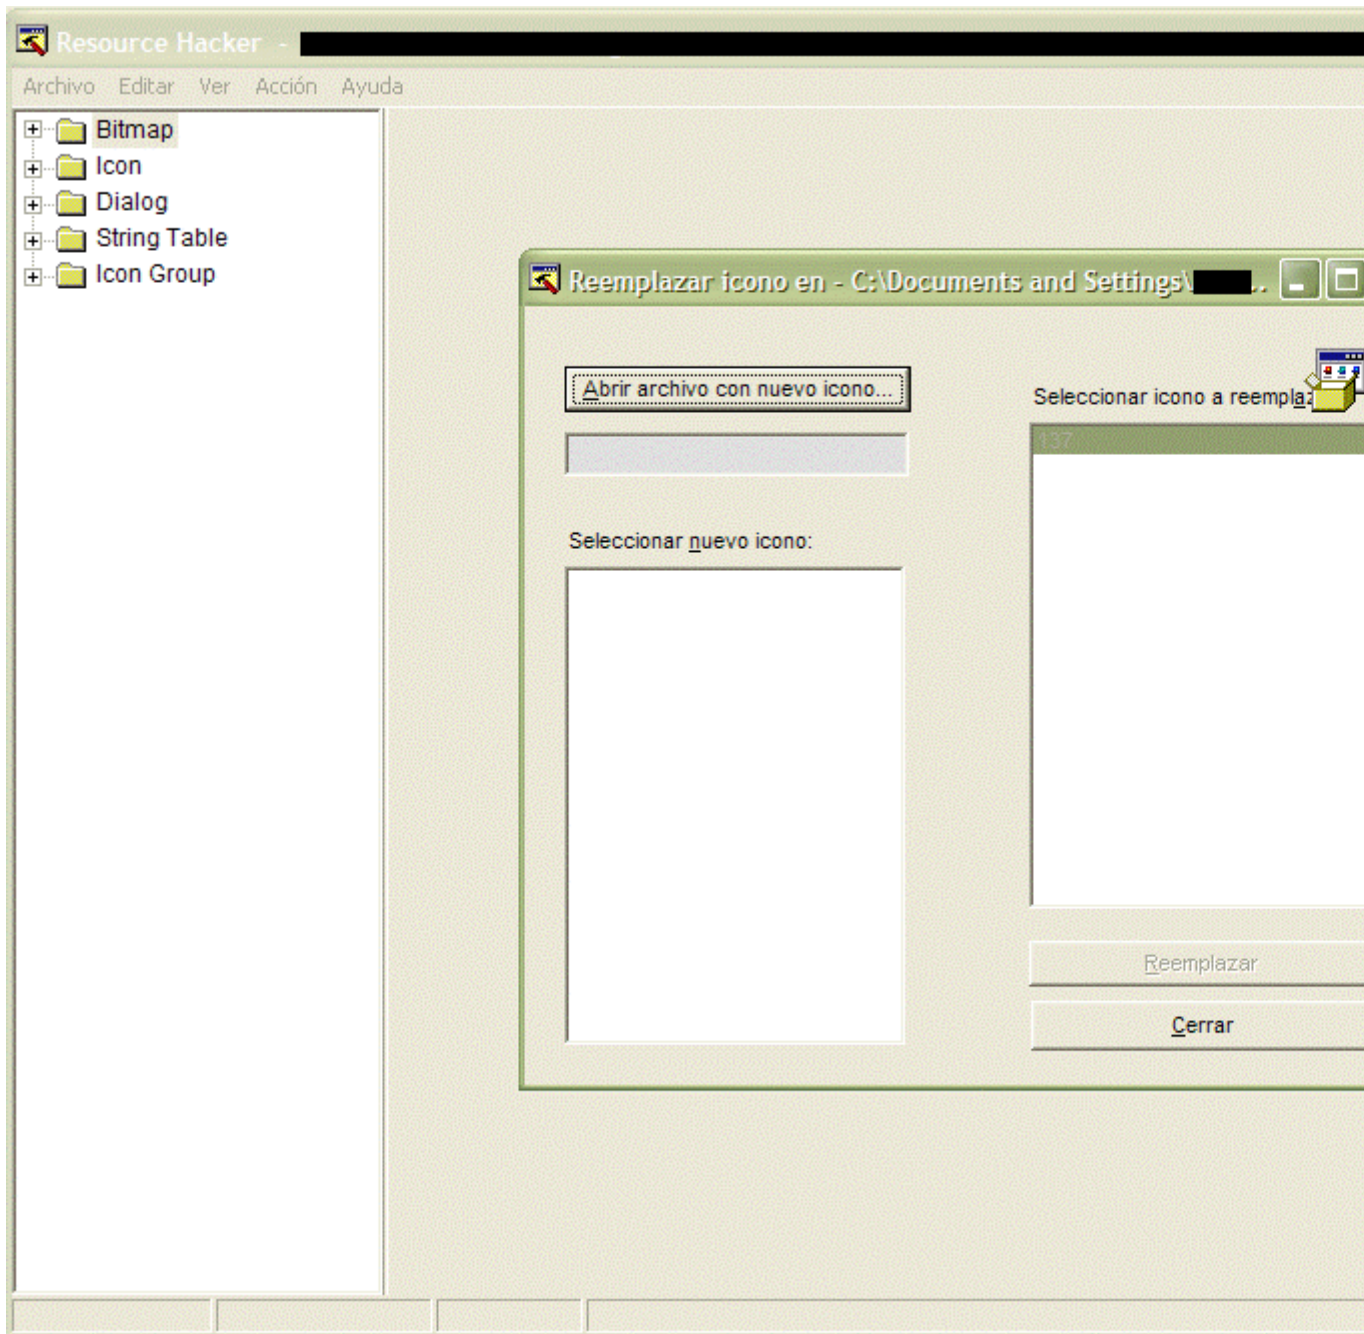 Resource Hacker -
Archivo Editar Ver Acción Ayuda
Bitmap
Icon
Dialog
String Table
Icon Group
Reemplazar icono en - C:\Documents and Settings\ ..
Abrir archivo con nuevo icono...
Seleccionar nuevo icono:
Seleccionar icono a reemplaz
137
Reemplazar
Cerrar